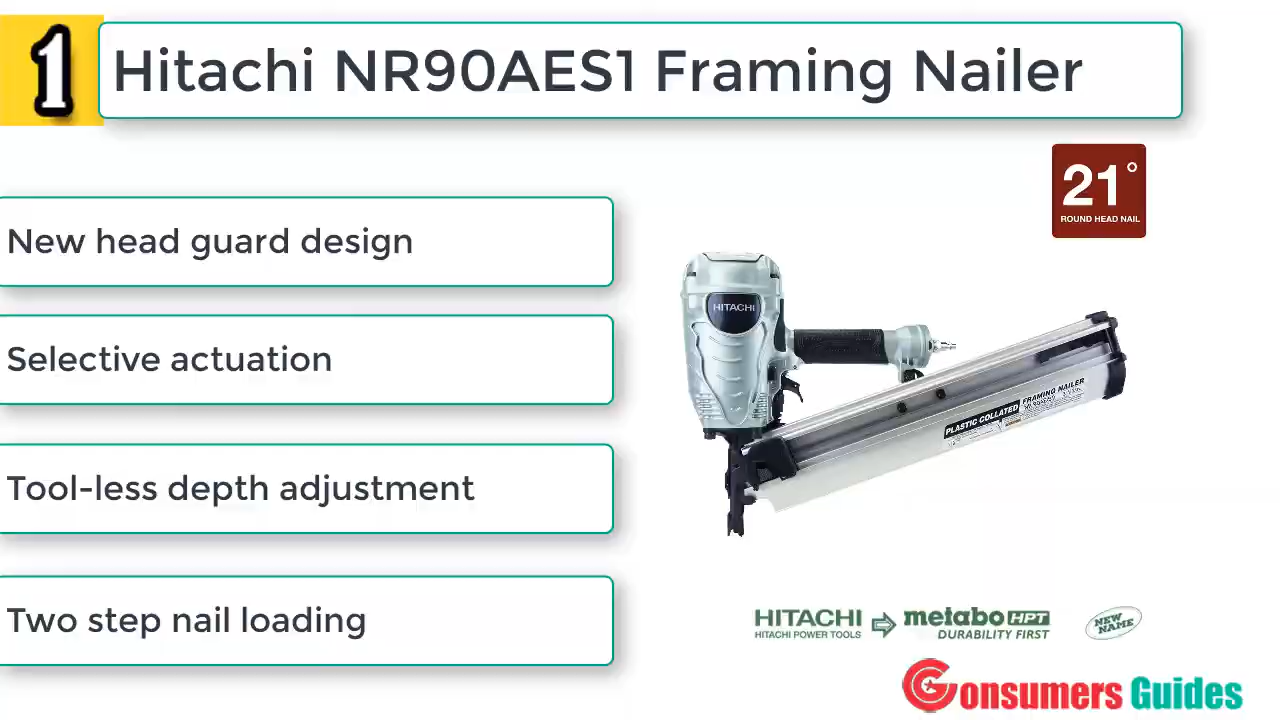 1
Hitachi NR90AES1 Framing Nailer
21°
ROUND HEAD NAIL
New head guard design
Selective actuation
Tool-less depth adjustment
Two step nail loading
HITACHI
PLASTIC COLLATED FRAMING NAILER
HITACHI
HITACHI POWER TOOLS
metabo HPT
DURABILITY FIRST
NEW NAME
Consumers Guides